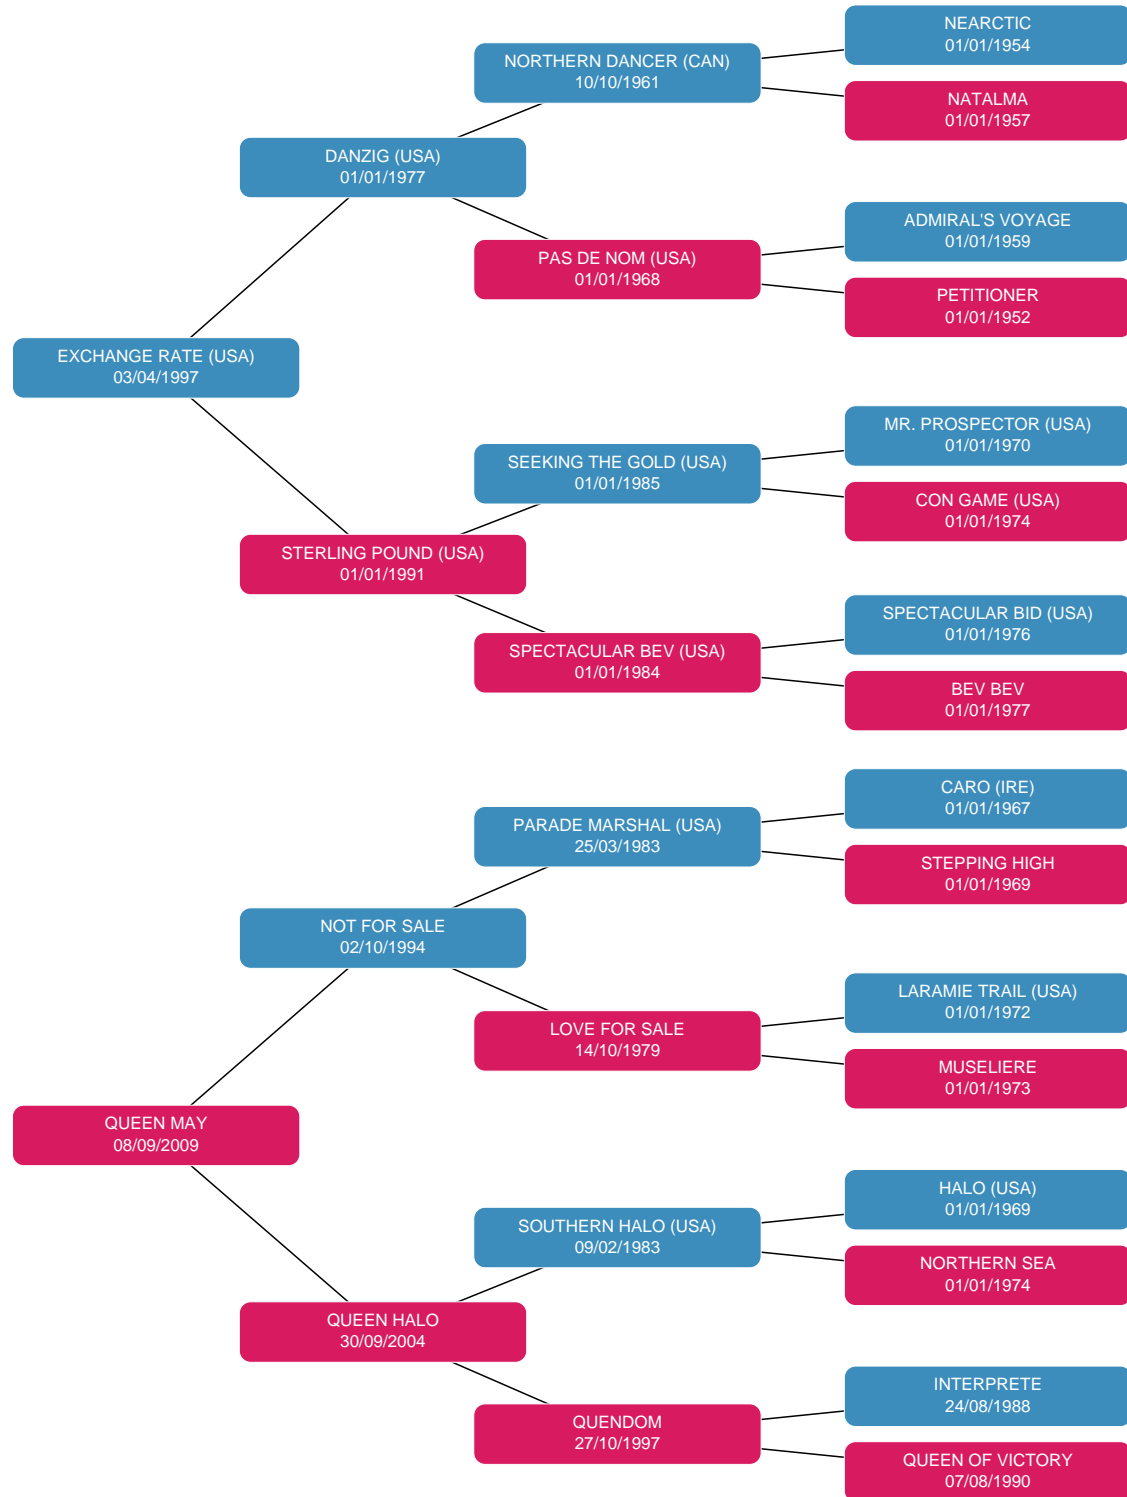 NEARCTIC
01/01/1954
NORTHERN DANCER (CAN)
10/10/1961
NATALMA
01/01/1957
DANZIG (USA)
01/01/1977
ADMIRAL'S VOYAGE
01/01/1959
PAS DE NOM (USA)
01/01/1968
PETITIONER
01/01/1952
EXCHANGE RATE (USA)
03/04/1997
MR. PROSPECTOR (USA)
01/01/1970
SEEKING THE GOLD (USA)
01/01/1985
CON GAME (USA)
01/01/1974
STERLING POUND (USA)
01/01/1991
SPECTACULAR BID (USA)
01/01/1976
SPECTACULAR BEV (USA)
01/01/1984
BEV BEV
01/01/1977
CARO (IRE)
01/01/1967
PARADE MARSHAL (USA)
25/03/1983
STEPPING HIGH
01/01/1969
NOT FOR SALE
02/10/1994
LARAMIE TRAIL (USA)
01/01/1972
LOVE FOR SALE
14/10/1979
MUSELIERE
01/01/1973
QUEEN MAY
08/09/2009
HALO (USA)
01/01/1969
SOUTHERN HALO (USA)
09/02/1983
NORTHERN SEA
01/01/1974
QUEEN HALO
30/09/2004
INTERPRETE
24/08/1988
QUENDOM
27/10/1997
QUEEN OF VICTORY
07/08/1990